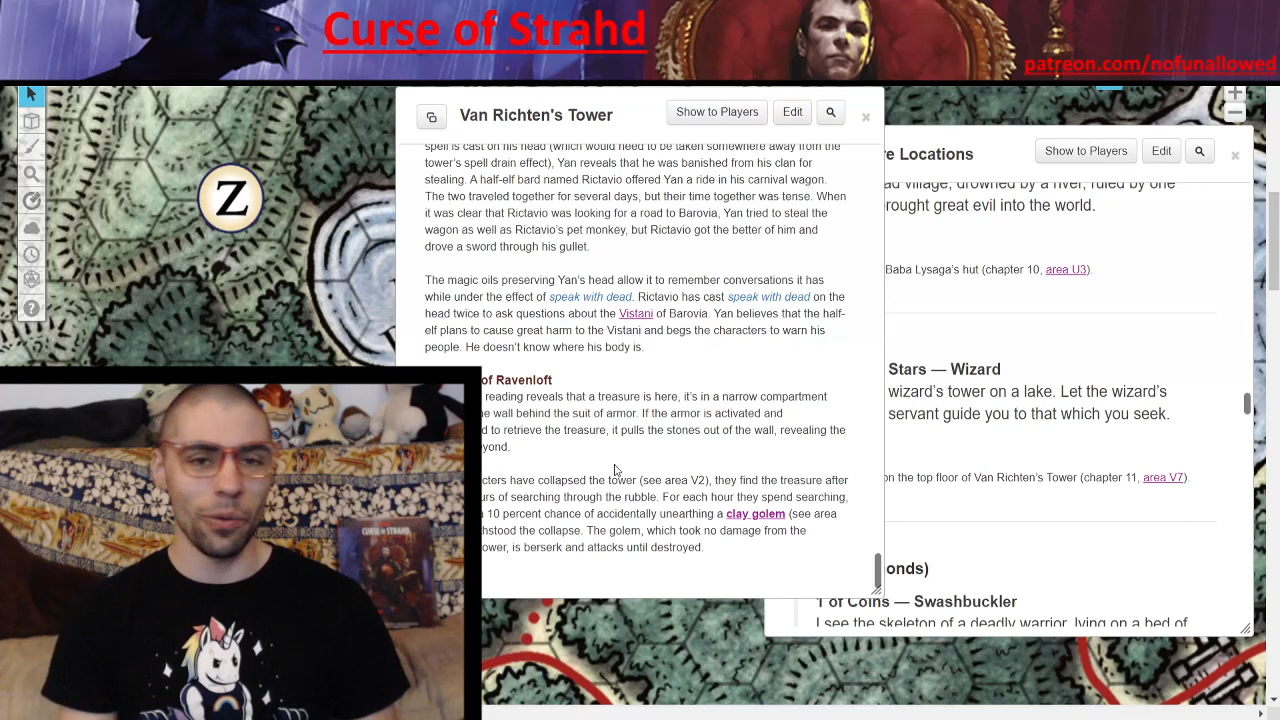 Curse of Strahd
patreon.com/nofunallowed
Z
Van Richten's Tower
Show to Players
Edit
spell is cast on his head (which would need to be taken somewhere away from the
tower's spell drain effect), Yan reveals that he was banished from his clan for
stealing. A half-elf bard named Rictavio offered Yan a ride in his carnival wagon.
The two traveled together for several days, but their time together was tense. When
it was clear that Rictavio was looking for a road to Barovia, Yan tried to steal the
wagon as well as Rictavio's pet monkey, but Rictavio got the better of him and
drove a sword through his gullet.
The magic oils preserving Yan's head allow it to remember conversations it has
while under the effect of speak with dead. Rictavio has cast speak with dead on the
head twice to ask questions about the Vistani of Barovia. Yan believes that the half-
elf plans to cause great harm to the Vistani and begs the characters to warn his
people. He doesn't know where his body is.
of Ravenloft
reading reveals that a treasure is here, it's in a narrow compartment
wall behind the suit of armor. If the armor is activated and
to retrieve the treasure, it pulls the stones out of the wall, revealing the
have collapsed the tower (see area V2), they find the treasure after
of searching through the rubble. For each hour they spend searching,
10 percent chance of accidentally unearthing a clay golem (see area
the collapse. The golem, which took no damage from the
is berserk and attacks until destroyed.
Locations
Show to Players
Edit
village, drowned by a river, ruled by one
brought great evil into the world.
Baba Lysaga's hut (chapter 10, area U3).
Stars — Wizard
wizard's tower on a lake. Let the wizard's
servant guide you to that which you seek.
on the top floor of Van Richten's Tower (chapter 11, area V7).
1 of Coins — Swashbuckler
I see the skeleton of a deadly warrior, lying on a bed of
CURSE OF STRAHD